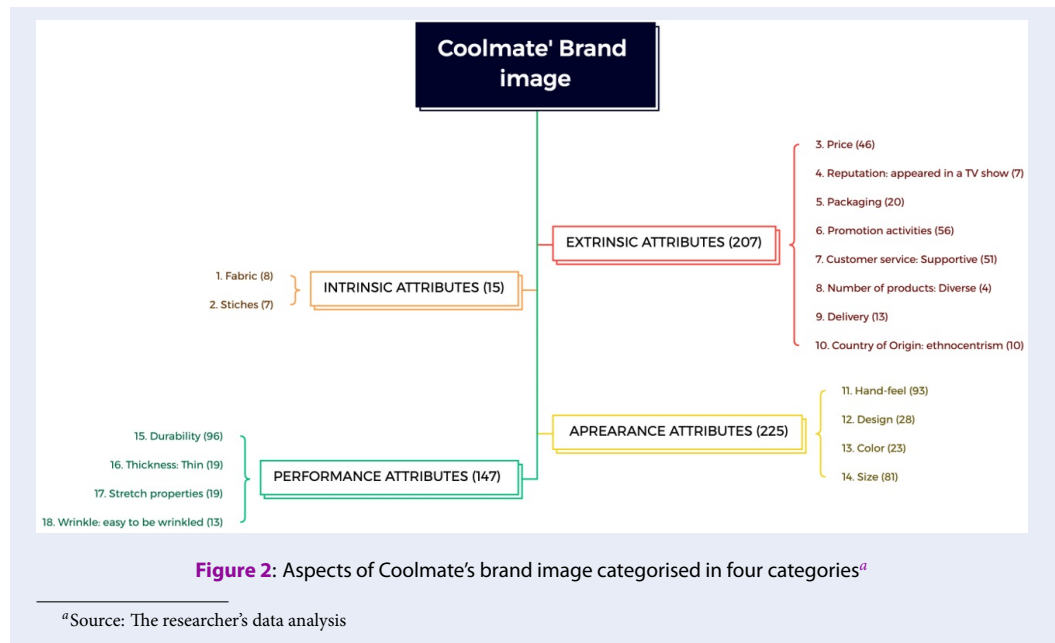 Coolmate' Brand
image
3. Price (46)
4. Reputation: appeared in a TV show (7)
5. Packaging (20)
6. Promotion activities (56)
EXTRINSIC ATTRIBUTES (207)
7. Customer service: Supportive (51)
8. Number of products: Diverse (4)
9. Delivery (13)
10. Country of Origin: ethnocentrism (10)
1. Fabric (8)
INTRINSIC ATTRIBUTES (15)
2. Stiches (7)
11. Hand-feel (93)
12. Design (28)
APREARANCE ATTRIBUTES (225)
13. Color (23)
14. Size (81)
15. Durability (96)
16. Thickness: Thin (19)
PERFORMANCE ATTRIBUTES (147)
17. Stretch properties (19)
18. Wrinkle: easy to be wrinkled (13)
Figure 2: Aspects of Coolmate's brand image categorised in four categories^a
^a Source: The researcher's data analysis